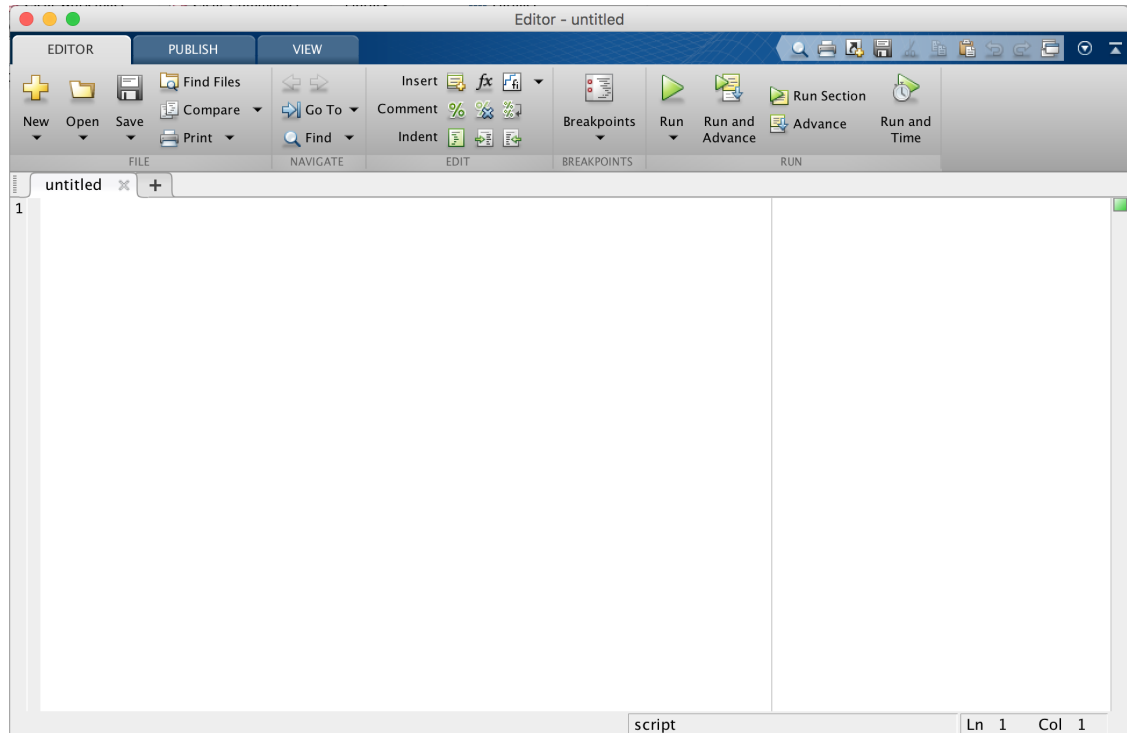 Editor - untitled
EDITOR PUBLISH VIEW
New Open Save Find Files Compare Print
FILE
Go To Find
NAVIGATE
Insert fx fi
Comment % % %
Indent
EDIT
Breakpoints
BREAKPOINTS
Run Run and Advance Run Section Advance Run and Time
RUN
untitled +
1
script Ln 1 Col 1